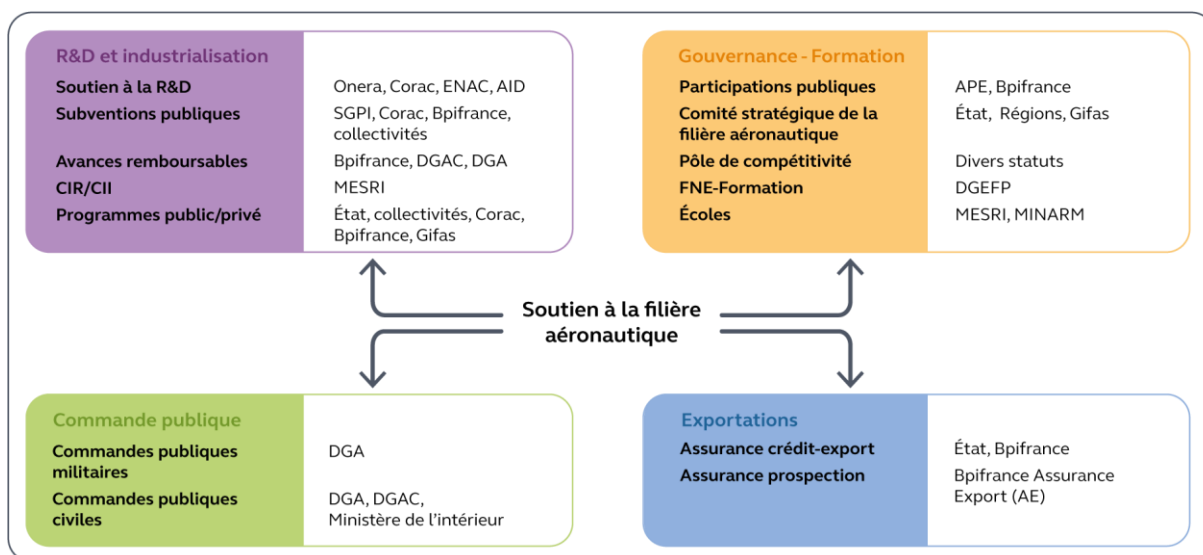 R&D et industrialisation
Soutien à la R&D Onera, Corac, ENAC, AID
Subventions publiques SGPI, Corac, Bpifrance,
collectivités
Avances remboursables Bpifrance, DGAC, DGA
CIR/CII MESRI
Programmes public/privé État, collectivités, Corac,
Bpifrance, Gifas
Gouvernance - Formation
Participations publiques APE, Bpifrance
Comité stratégique de la État, Régions, Gifas
filière aéronautique
Pôle de compétitivité Divers statuts
FNE-Formation DGEFP
Écoles MESRI, MINARM
Soutien à la filière
aéronautique
Commande publique
Commandes publiques DGA
militaires
Commandes publiques DGA, DGAC,
civiles Ministère de l'intérieur
Exportations
Assurance crédit-export État, Bpifrance
Assurance prospection Bpifrance Assurance
Export (AE)